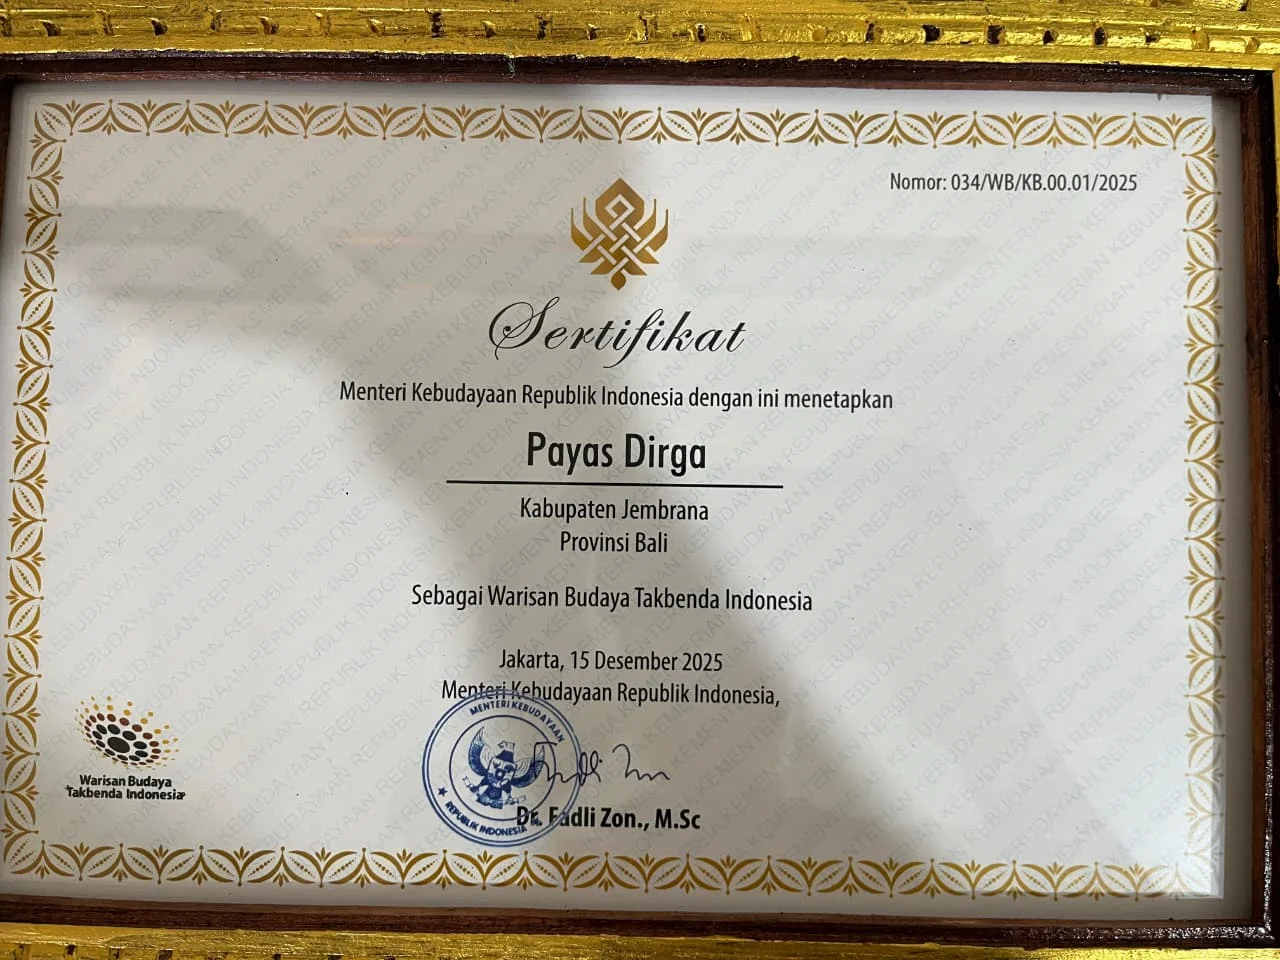 Nomor: 034/WB/KB.00.01/2025
Sertifikat
Menteri Kebudayaan Republik Indonesia dengan ini menetapkan
Payas Dirga
Kabupaten Jembrana
Provinsi Bali
Sebagai Warisan Budaya Takbenda Indonesia
Jakarta, 15 Desember 2025
Menteri Kebudayaan Republik Indonesia,
MENTERI KEBUDAYAAN
REPUBLIK INDONESIA
Dr. Fadli Zon., M.Sc
Warisan Budaya
Takbenda Indonesia